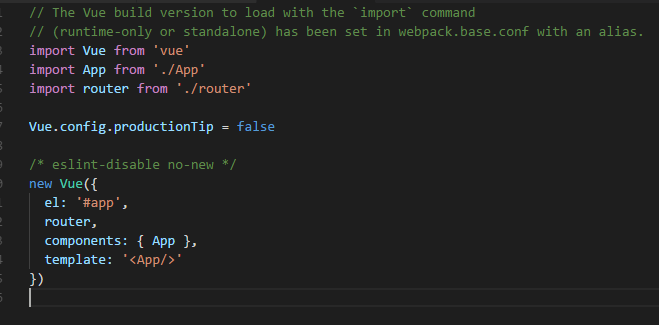 // The Vue build version to load with the `import` command
// (runtime-only or standalone) has been set in webpack.base.conf with an alias.
import Vue from 'vue'
import App from './App'
import router from './router'
Vue.config.productionTip = false
/* eslint-disable no-new */
new Vue({
el: '#app',
router,
components: { App },
template: '<App/>'
})